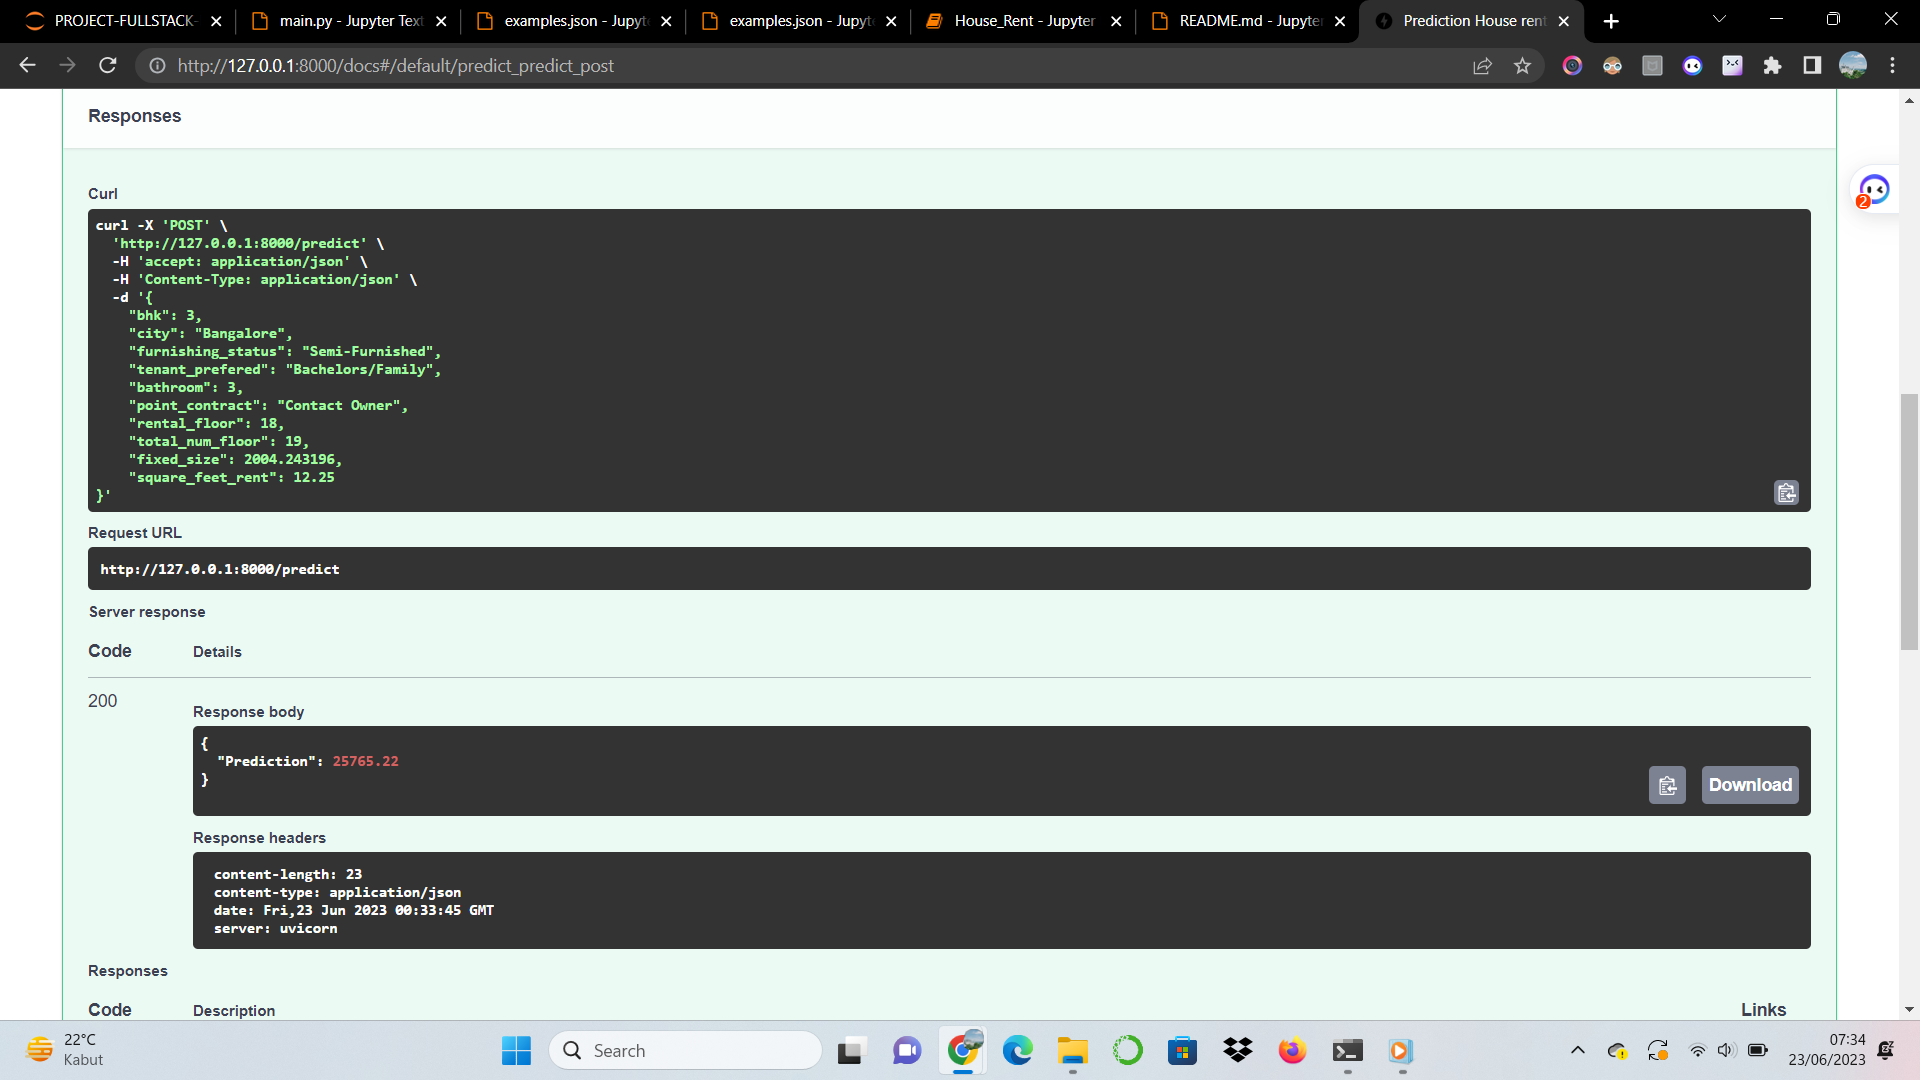 PROJECT-FULLSTACK-
main.py - Jupyter Text
examples.json - Jupyte
examples.json - Jupyte
House_Rent - Jupyter
README.md - Jupyter
Prediction House rent
http://127.0.0.1:8000/docs#/default/predict_predict_post
Responses
2
Curl
curl -X 'POST' \
'http://127.0.0.1:8000/predict' \
-H 'accept: application/json' \
-H 'Content-Type: application/json' \
-d '{
"bhk": 3,
"city": "Bangalore",
"furnishing_status": "Semi-Furnished",
"tenant_prefered": "Bachelors/Family",
"bathroom": 3,
"point_contract": "Contact Owner",
"rental_floor": 18,
"total_num_floor": 19,
"fixed_size": 2004.243196,
"square_feet_rent": 12.25
}'
Request URL
http://127.0.0.1:8000/predict
Server response
Code Details
200
Response body
{
"Prediction": 25765.22
}
Download
Response headers
content-length: 23
content-type: application/json
date: Fri,23 Jun 2023 00:33:45 GMT
server: uvicorn
Responses
Code Description Links
22°C
Kabut
Search
07:34
23/06/2023